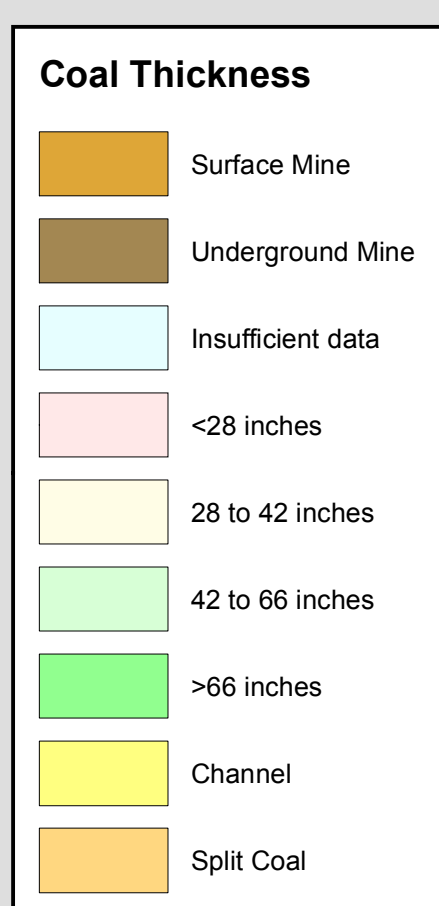 Coal Thickness
Surface Mine
Underground Mine
Insufficient data
<28 inches
28 to 42 inches
42 to 66 inches
>66 inches
Channel
Split Coal